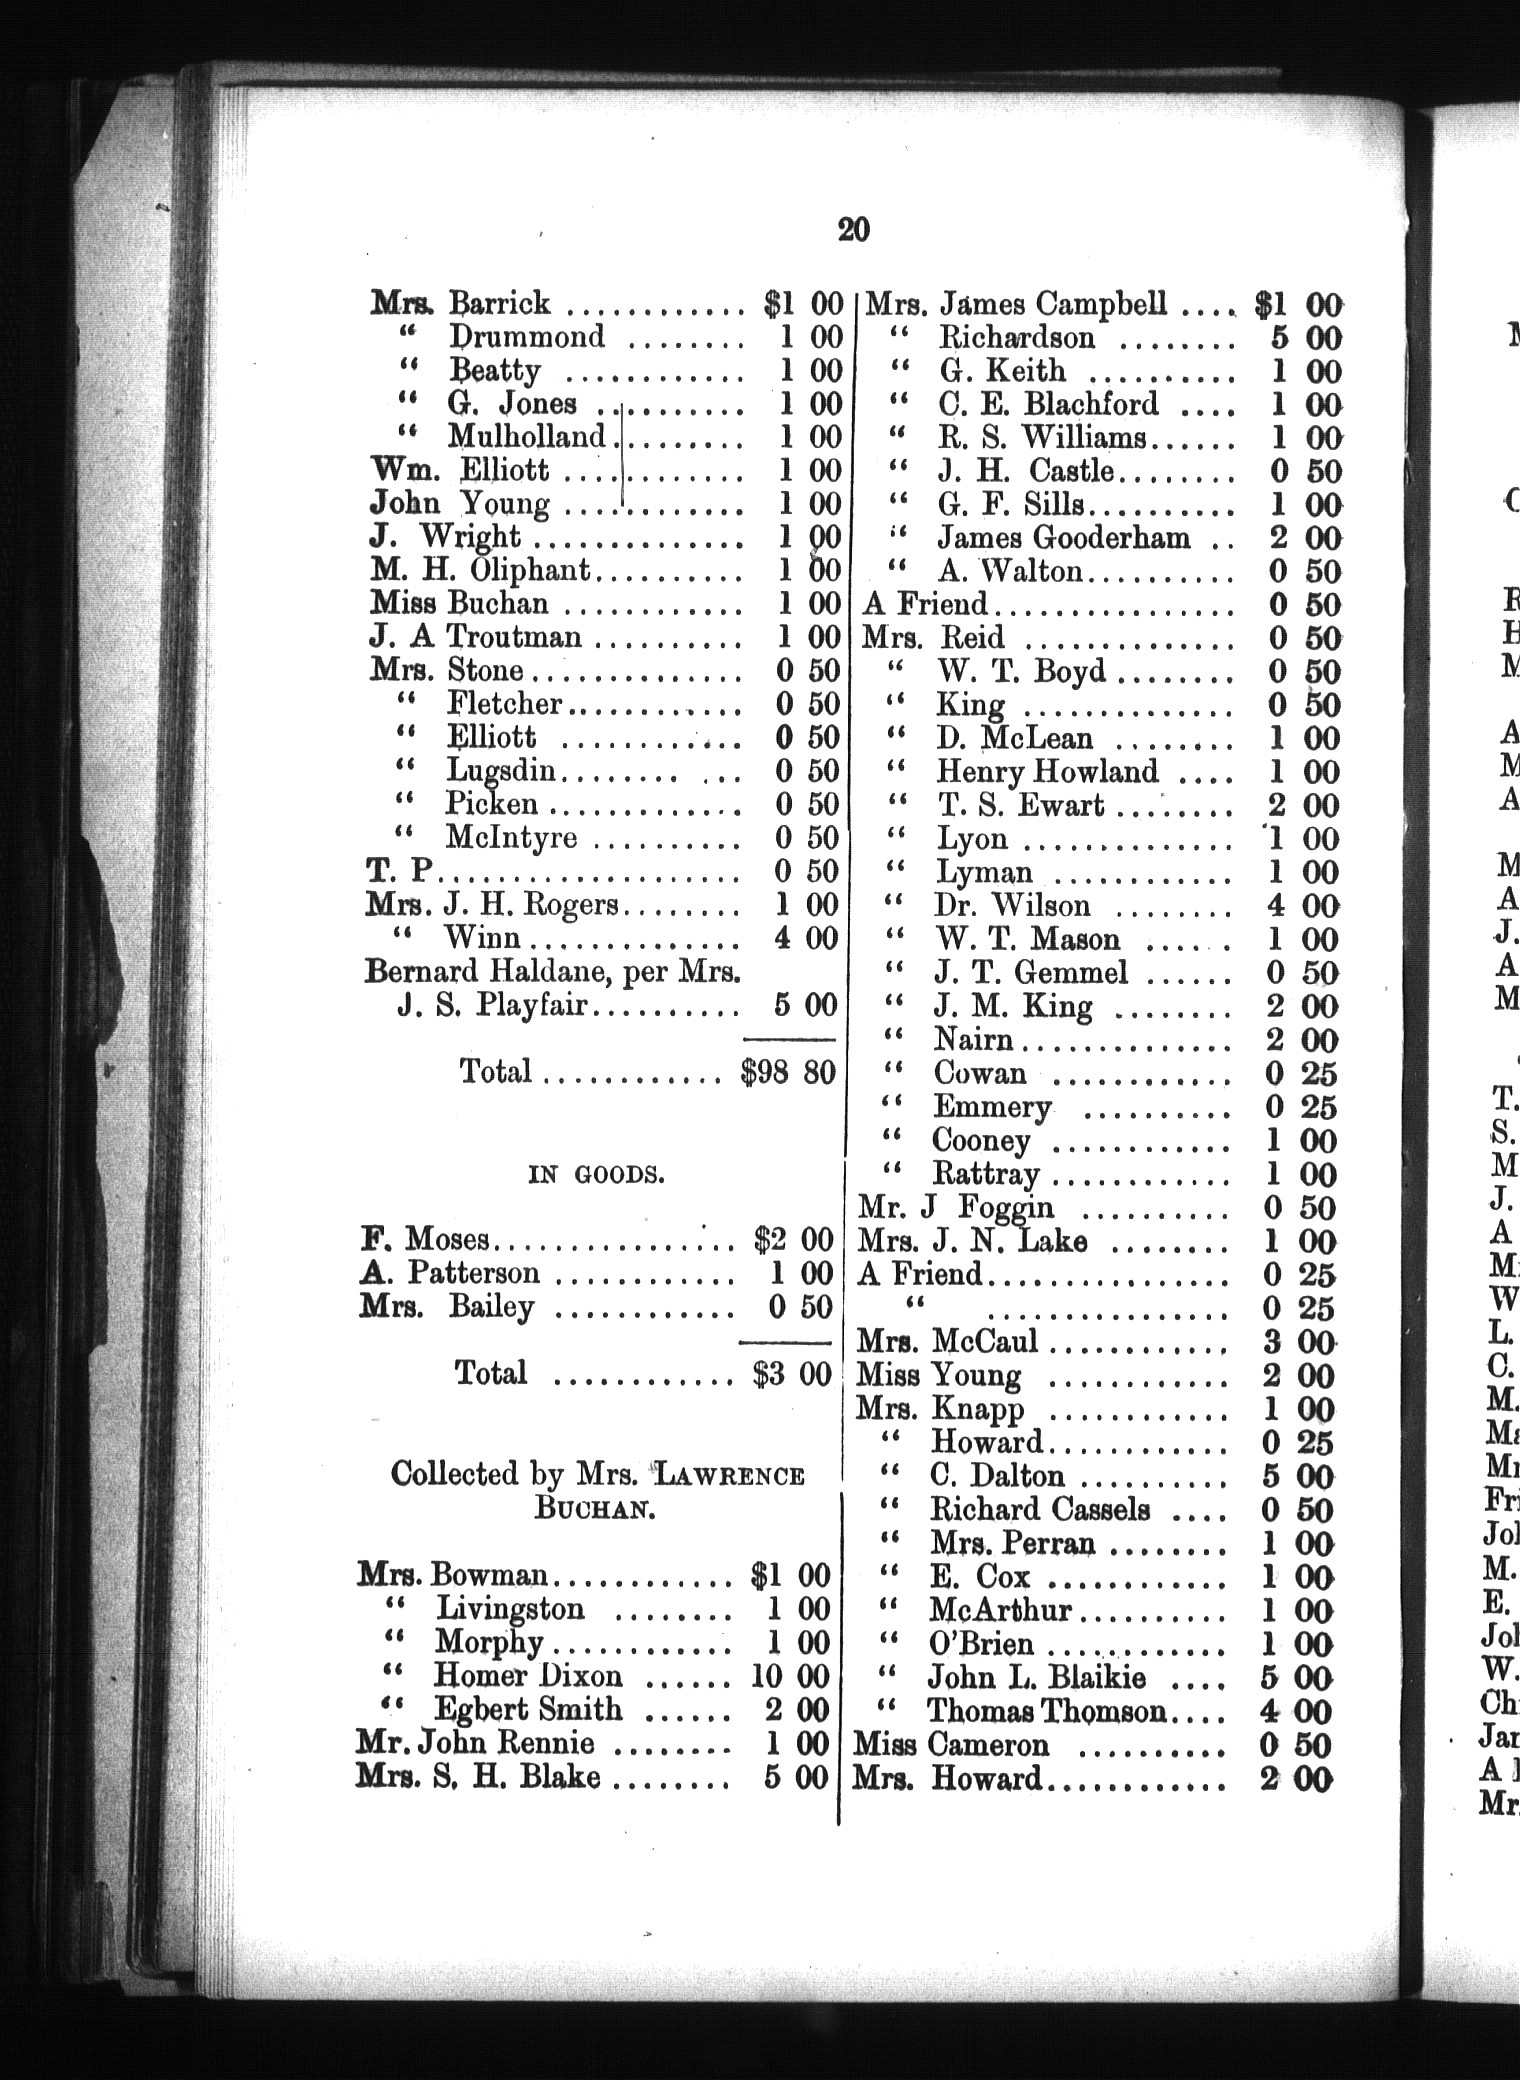 20
Mrs. Barrick ............ $1 00
“ Drummond ........ 1 00
“ Beatty ............ 1 00
“ G. Jones .......... 1 00
“ Mulholland ......... 1 00
Wm. Elliott ............ 1 00
John Young ............ 1 00
J. Wright .............. 1 00
M. H. Oliphant.......... 1 00
Miss Buchan ............ 1 00
J. A Troutman .......... 1 00
Mrs. Stone .............. 0 50
“ Fletcher............ 0 50
“ Elliott ............ 0 50
“ Lugsdin........ ... 0 50
“ Picken ............. 0 50
“ McIntyre .......... 0 50
T. P.................... 0 50
Mrs. J. H. Rogers........ 1 00
“ Winn .............. 4 00
Bernard Haldane, per Mrs.
J. S. Playfair.......... 5 00
Total ............ $98 80
IN GOODS.
F. Moses................ $2 00
A. Patterson ............ 1 00
Mrs. Bailey ............ 0 50
Total ............ $3 00
Collected by Mrs. LAWRENCE
BUCHAN.
Mrs. Bowman............ $1 00
“ Livingston ........ 1 00
“ Morphy............ 1 00
“ Homer Dixon ...... 10 00
“ Egbert Smith ...... 2 00
Mr. John Rennie ........ 1 00
Mrs. S. H. Blake ........ 5 00
Mrs. James Campbell .... $1 00
“ Richardson ........ 5 00
“ G. Keith .......... 1 00
“ C. E. Blachford .... 1 00
“ R. S. Williams...... 1 00
“ J. H. Castle........ 0 50
“ G. F. Sills.......... 1 00
“ James Gooderham .. 2 00
“ A. Walton.......... 0 50
A Friend................ 0 50
Mrs. Reid .............. 0 50
“ W. T. Boyd ........ 0 50
“ King .............. 0 50
“ D. McLean ........ 1 00
“ Henry Howland .... 1 00
“ T. S. Ewart ........ 2 00
“ Lyon .............. 1 00
“ Lyman ............ 1 00
“ Dr. Wilson ........ 4 00
“ W. T. Mason ...... 1 00
“ J. T. Gemmel ...... 0 50
“ J. M. King ........ 2 00
“ Nairn.............. 2 00
“ Cowan ............ 0 25
“ Emmery .......... 0 25
“ Cooney ............ 1 00
“ Rattray ............ 1 00
Mr. J Foggin .......... 0 50
Mrs. J. N. Lake ........ 1 00
A Friend................ 0 25
“ ................ 0 25
Mrs. McCaul ............ 3 00
Miss Young ............ 2 00
Mrs. Knapp ............ 1 00
“ Howard............ 0 25
“ C. Dalton .......... 5 00
“ Richard Cassels .... 0 50
“ Mrs. Perran ........ 1 00
“ E. Cox ............ 1 00
“ McArthur.......... 1 00
“ O'Brien ............ 1 00
“ John L. Blaikie .... 5 00
“ Thomas Thomson.... 4 00
Miss Cameron .......... 0 50
Mrs. Howard............ 2 00